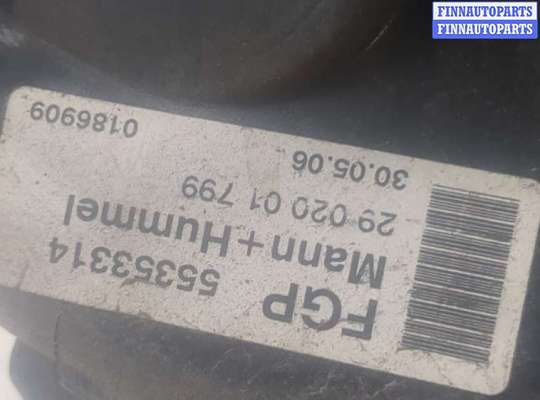 FINNAUTOPARTS
FINNAUTOPARTS
FGP 55353314
Mann+Hummel
29 020 01 799
30.05.06 0186909